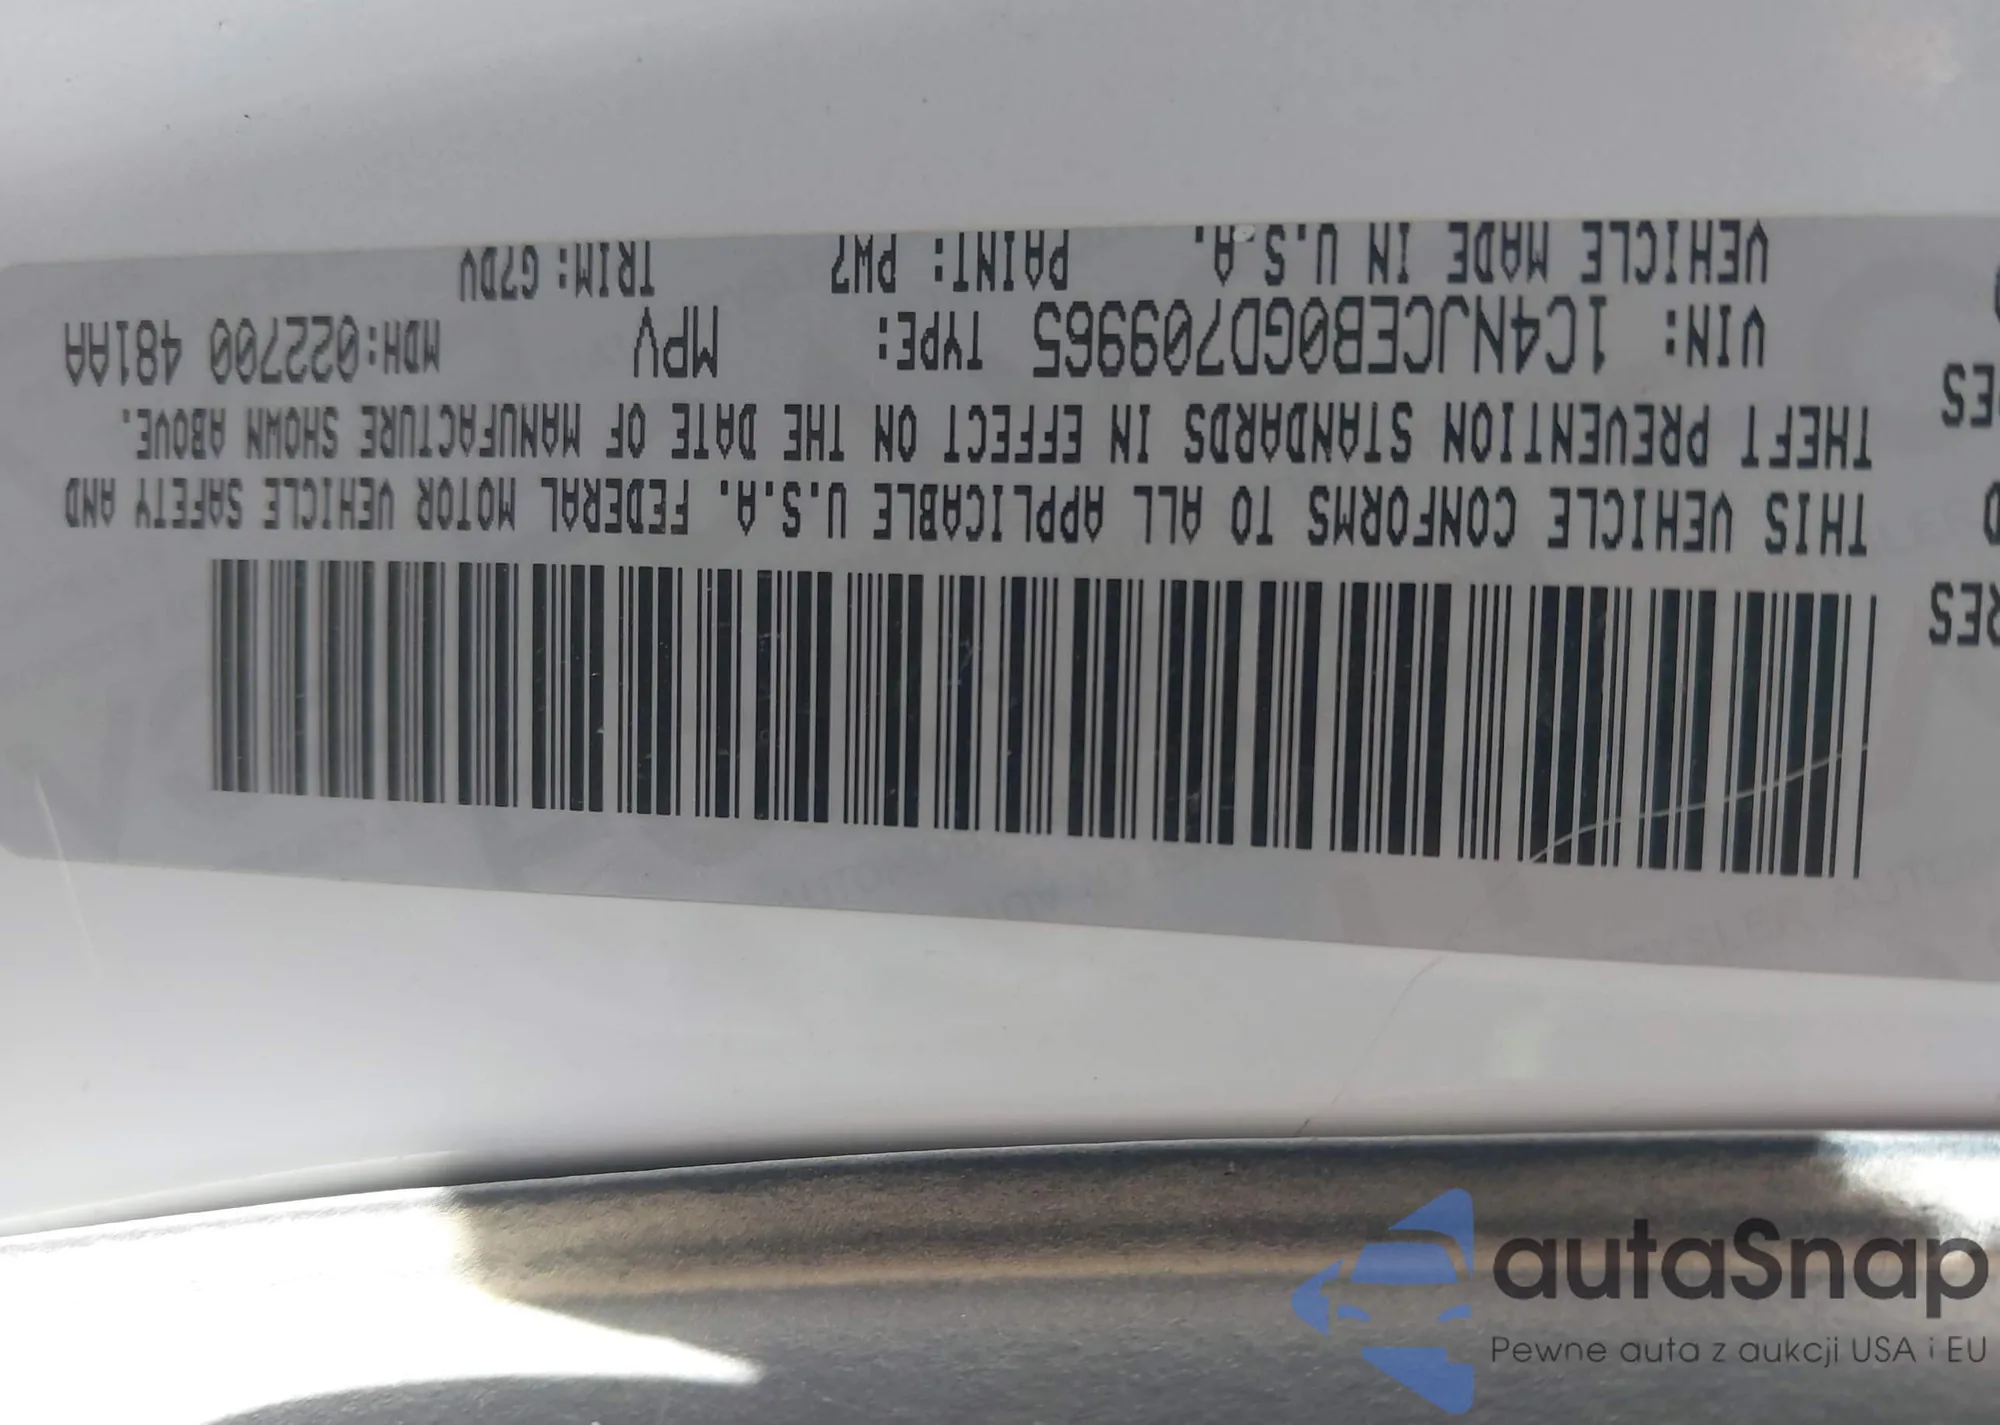 THIS VEHICLE CONFORMS TO ALL APPLICABLE U.S.A. FEDERAL MOTOR VEHICLE SAFETY AND
THEFT PREVENTION STANDARDS IN EFFECT ON THE DATE OF MANUFACTURE SHOWN ABOVE.
VIN: 1C4NJCEB0GD709965 TYPE: MPV MDH:022700 481AA
VEHICLE MADE IN U.S.A. PAINT: PW7 TRIM: G7DV
autaSnap
Pewne auta z aukcji USA i EU